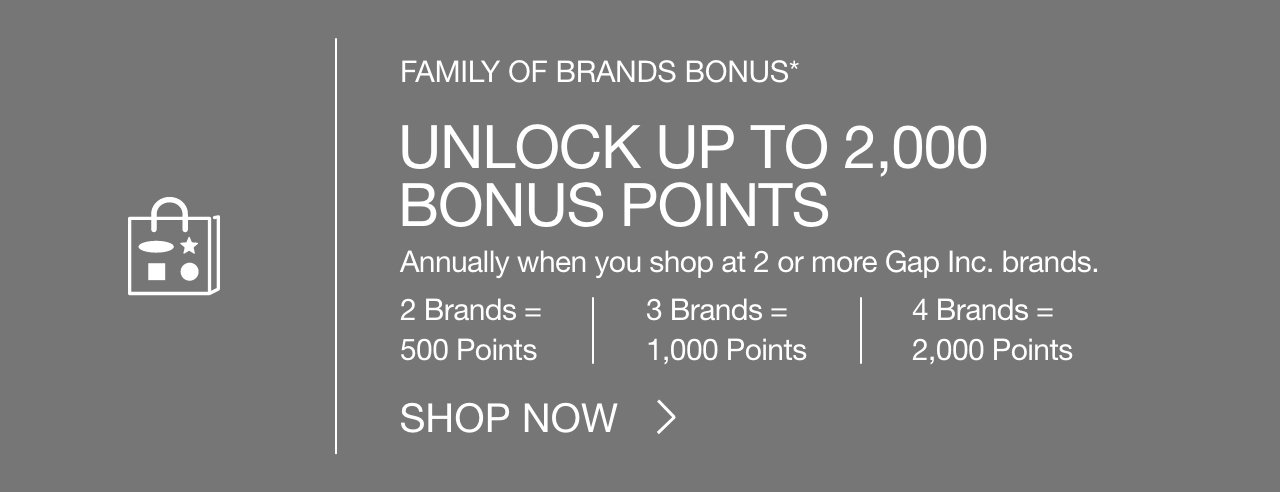 FAMILY OF BRANDS BONUS*
UNLOCK UP TO 2,000
BONUS POINTS
Annually when you shop at 2 or more Gap Inc. brands.
2 Brands =
500 Points
3 Brands =
1,000 Points
4 Brands =
2,000 Points
SHOP NOW